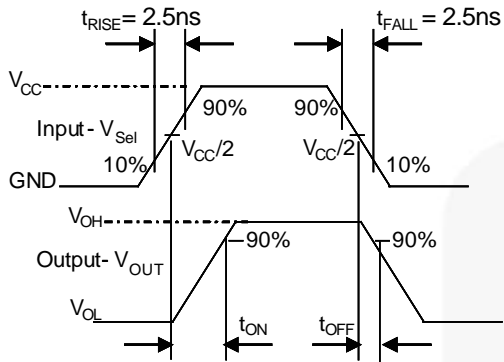 tRISE = 2.5ns tFALL = 2.5ns
VCC 90% 90%
Input- VSel VCC/2 VCC/2
10% 10%
GND
VOH
90% 90%
Output- VOUT
VOL tON tOFF